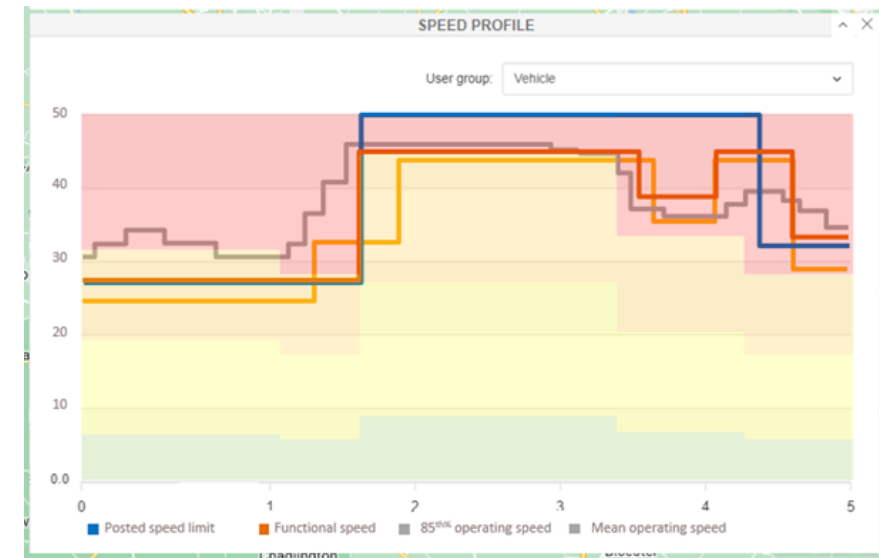 SPEED PROFILE
User group: Vehicle
50
40
30
20
10
0.0
0 1 2 3 4 5
Posted speed limit Functional speed 85th% operating speed Mean operating speed